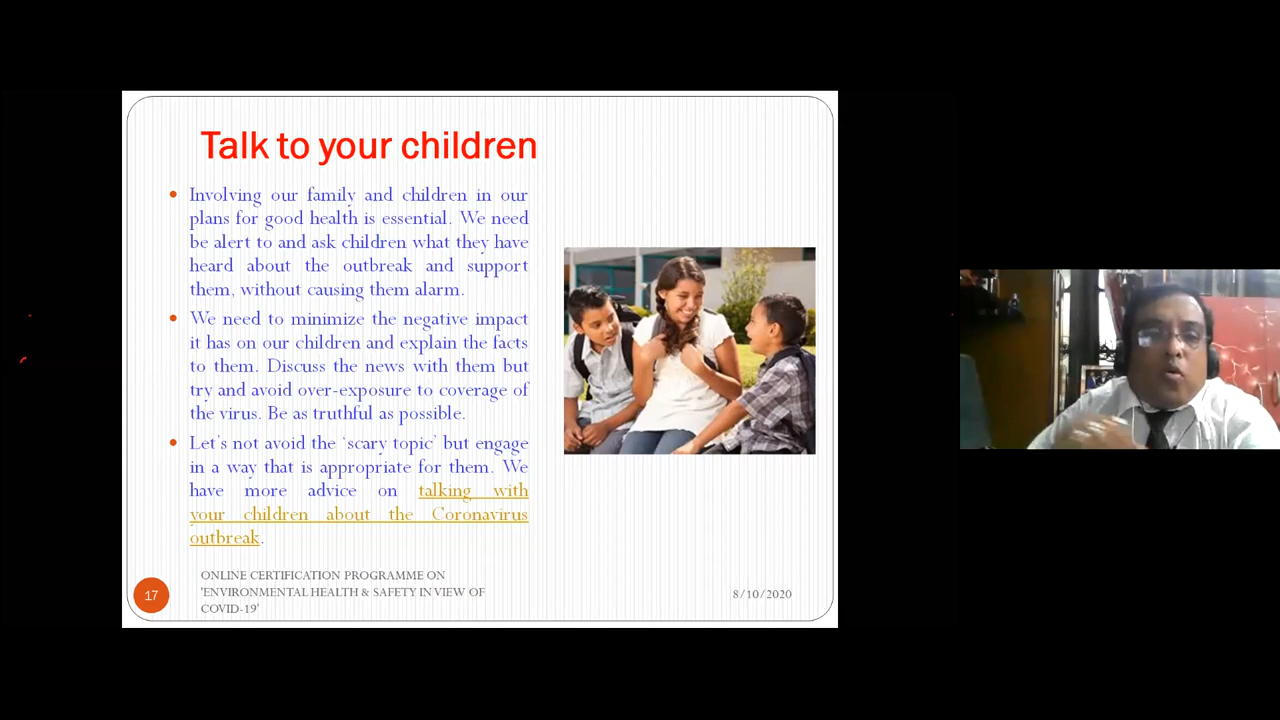 Talk to your children
• Involving our family and children in our
plans for good health is essential. We need
be alert to and ask children what they have
heard about the outbreak and support
them, without causing them alarm.
• We need to minimize the negative impact
it has on our children and explain the facts
to them. Discuss the news with them but
try and avoid over-exposure to coverage of
the virus. Be as truthful as possible.
• Let's not avoid the 'scary topic' but engage
in a way that is appropriate for them. We
have more advice on talking with
your children about the Coronavirus
outbreak.
17
ONLINE CERTIFICATION PROGRAMME ON
'ENVIRONMENTAL HEALTH & SAFETY IN VIEW OF
COVID-19'
8/10/2020